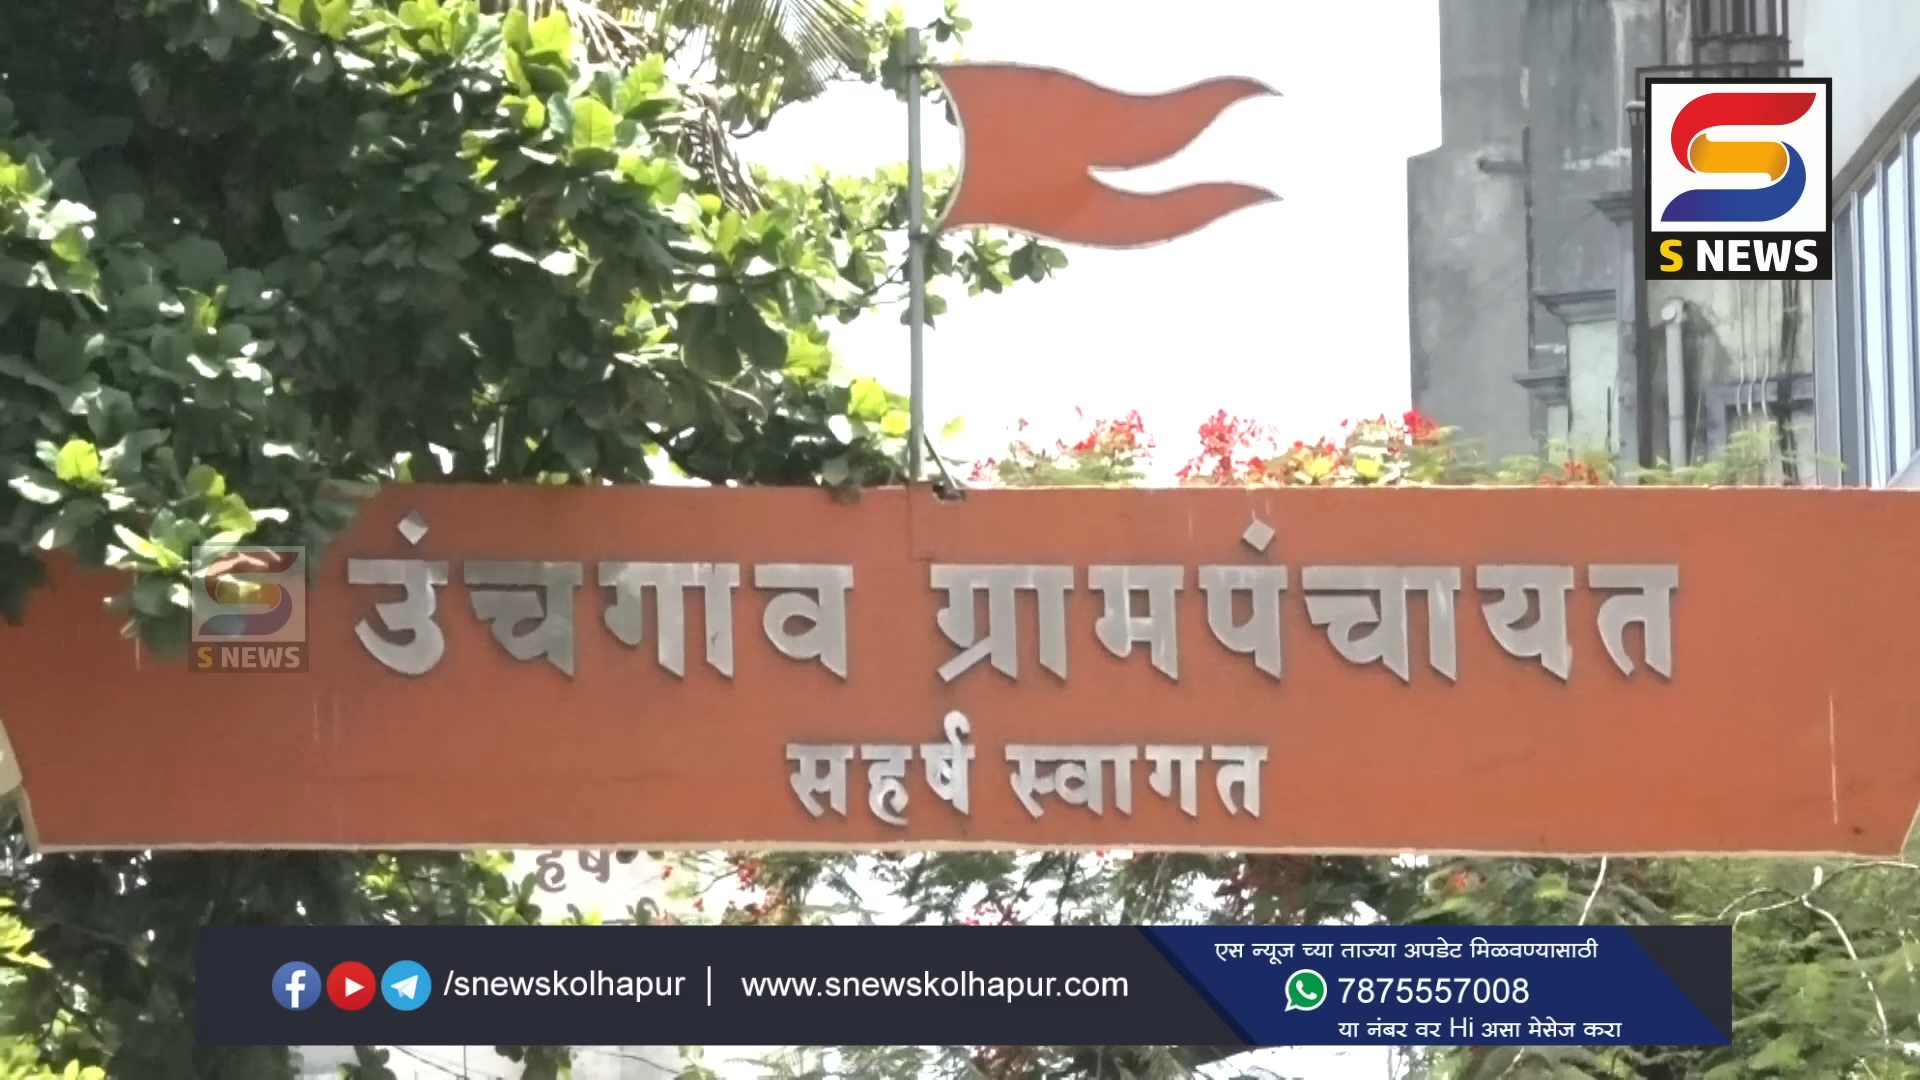 S NEWS
उंचगाव ग्रामपंचायत
S NEWS
सहर्ष स्वागत
/snewskolhapur | www.snewskolhapur.com
एस न्यूज च्या ताज्या अपडेट मिळवण्यासाठी
7875557008
या नंबर वर Hi असा मेसेज करा